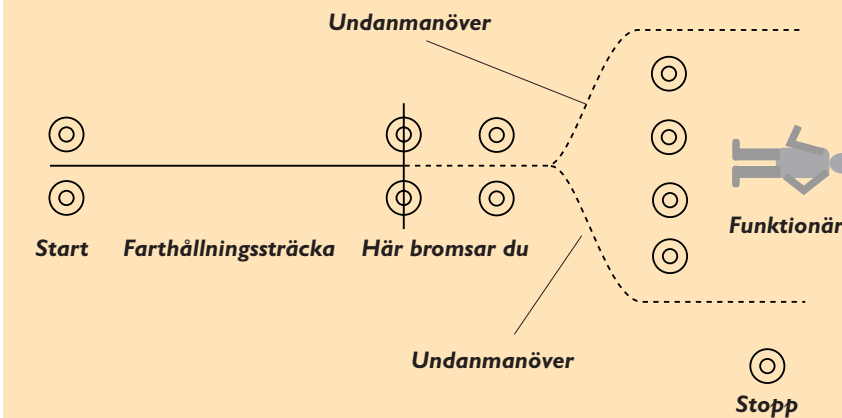 Undanmanöver
Funktionär
Start Farthållningssträcka Här bromsar du
Undanmanöver
Stopp